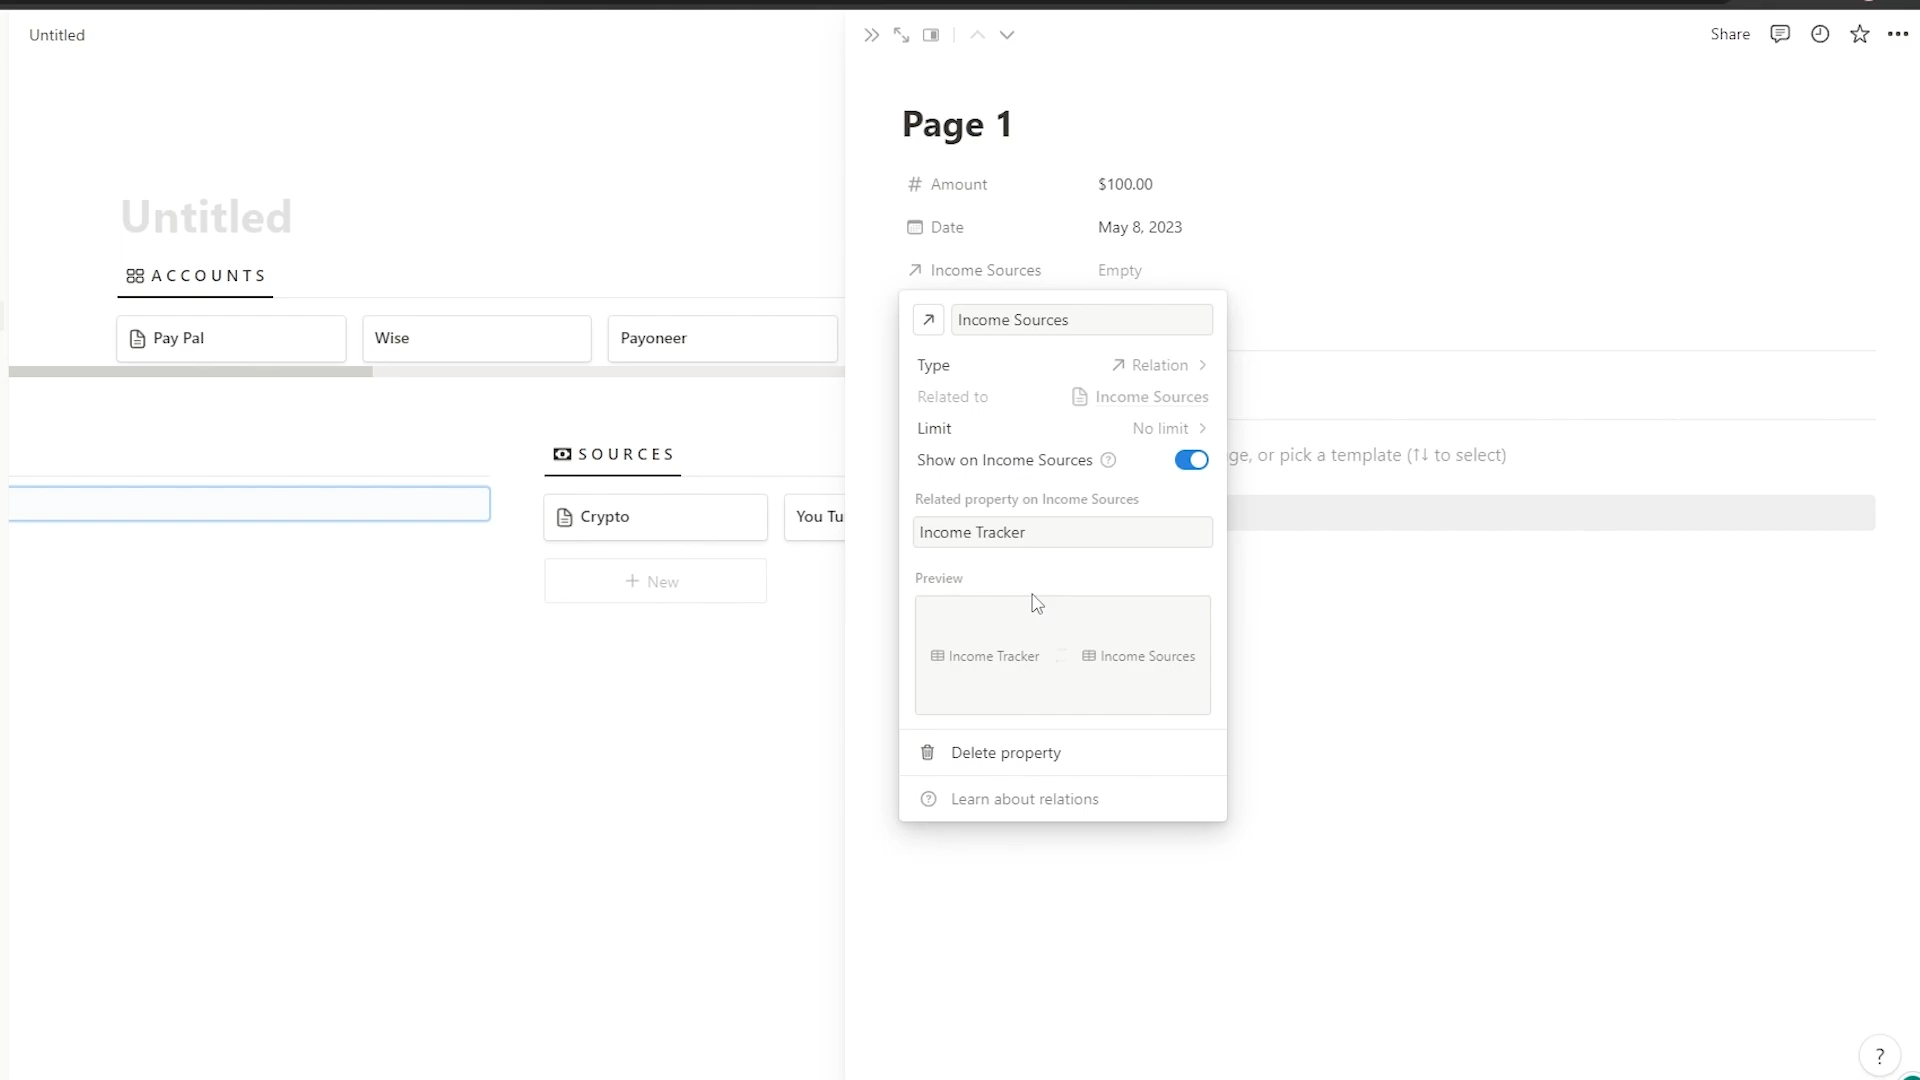 Untitled
Share
Page 1
Amount
$100.00
Date
May 8, 2023
Income Sources
Empty
Untitled
ACCOUNTS
Pay Pal
Wise
Payoneer
SOURCES
Crypto
You Tu
+ New
Income Sources
Type
Relation
Related to
Income Sources
Limit
No limit
Show on Income Sources
Related property on Income Sources
Income Tracker
Preview
Income Tracker
Income Sources
Delete property
Learn about relations
ge, or pick a template (↑↓ to select)
?